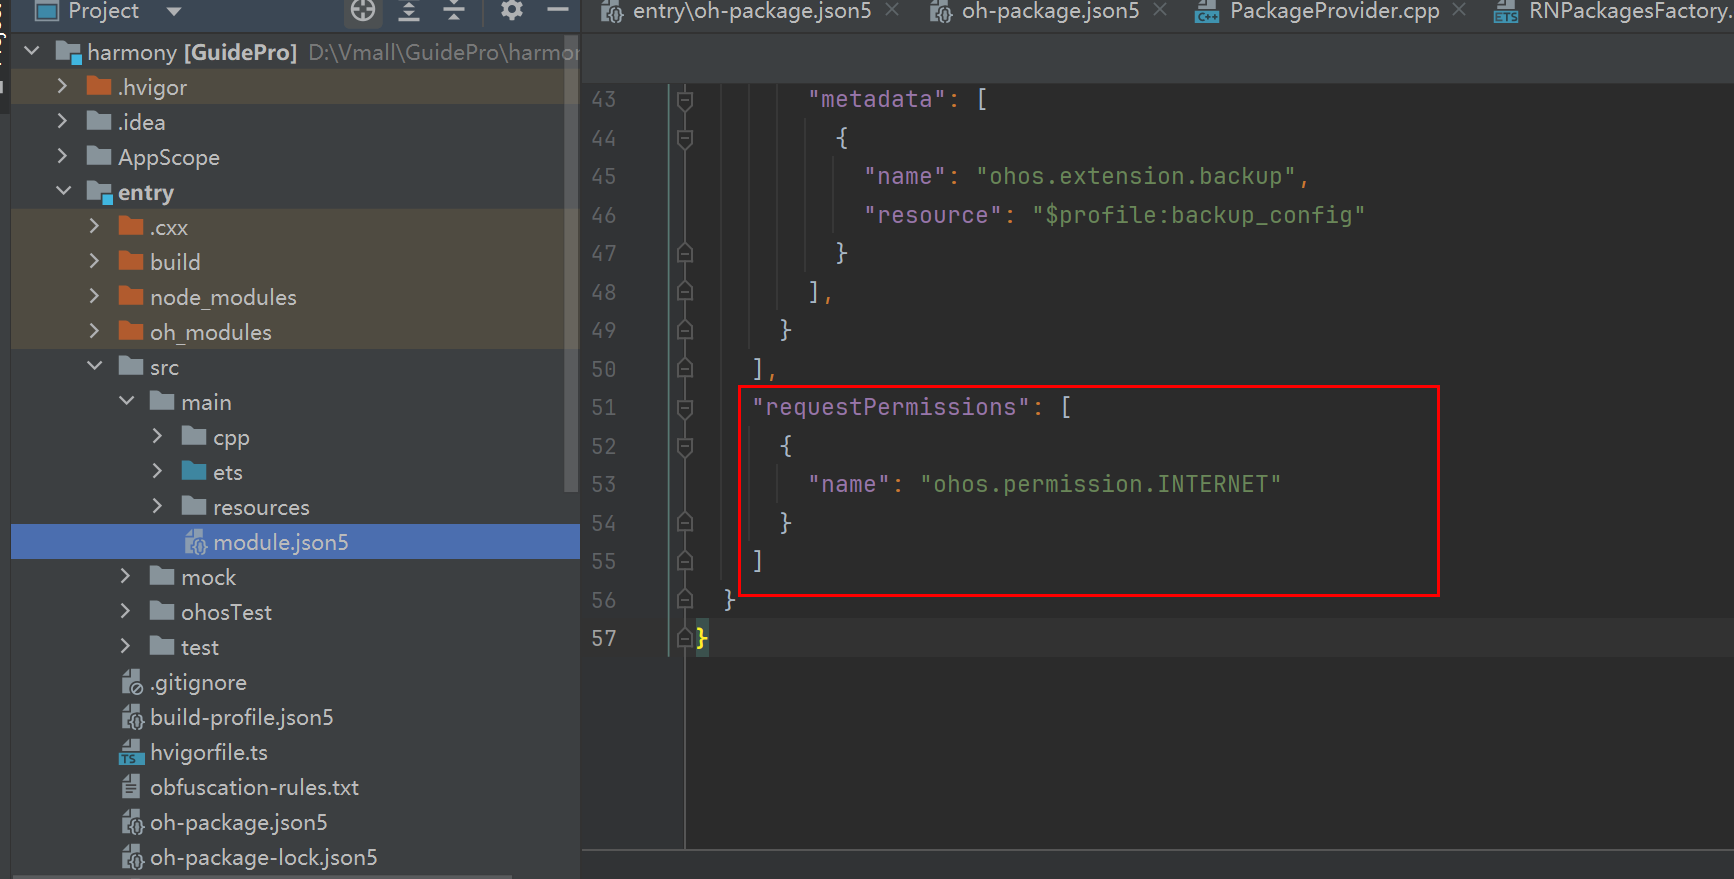 Project
entry\oh-package.json5
oh-package.json5
PackageProvider.cpp
RNPackagesFactory.
harmony [GuidePro] D:\Vmall\GuidePro\harmon
.hvigor
.idea
AppScope
entry
.cxx
build
node_modules
oh_modules
src
main
cpp
ets
resources
module.json5
mock
ohosTest
test
.gitignore
build-profile.json5
hvigorfile.ts
obfuscation-rules.txt
oh-package.json5
oh-package-lock.json5
43 "metadata": [
44 {
45 "name": "ohos.extension.backup",
46 "resource": "$profile:backup_config"
47 }
48 ],
49 }
50 ],
51 "requestPermissions": [
52 {
53 "name": "ohos.permission.INTERNET"
54 }
55 ]
56 }
57 }